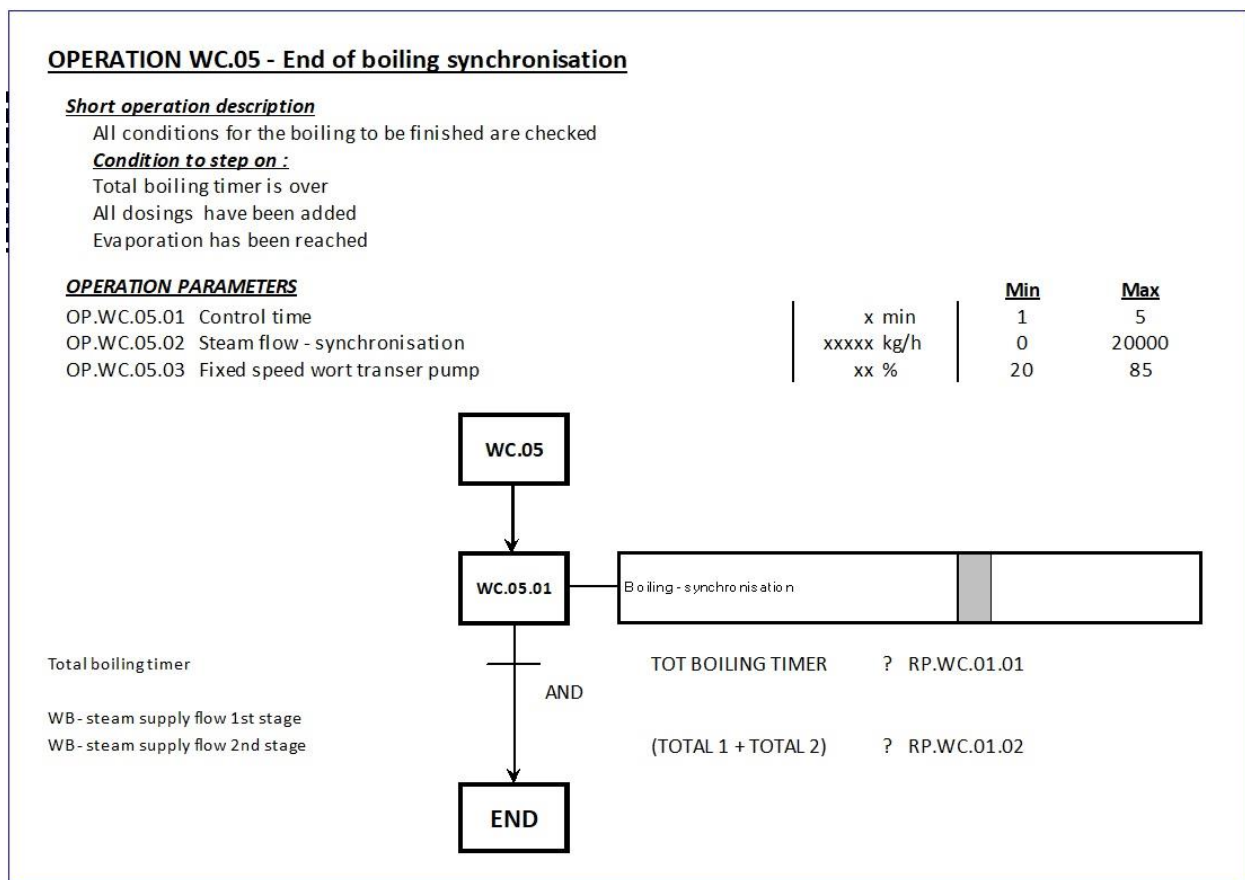 OPERATION WC.05 - End of boiling synchronisation
Short operation description
All conditions for the boiling to be finished are checked
Condition to step on :
Total boiling timer is over
All dosings have been added
Evaporation has been reached
OPERATION PARAMETERS Min Max
OP.WC.05.01 Control time x min 1 5
OP.WC.05.02 Steam flow - synchronisation xxxxx kg/h 0 20000
OP.WC.05.03 Fixed speed wort transer pump xx % 20 85
WC.05
WC.05.01 Boiling - synchronisation
Total boiling timer TOT BOILING TIMER ? RP.WC.01.01
AND
WB - steam supply flow 1st stage
WB - steam supply flow 2nd stage (TOTAL 1 + TOTAL 2) ? RP.WC.01.02
END